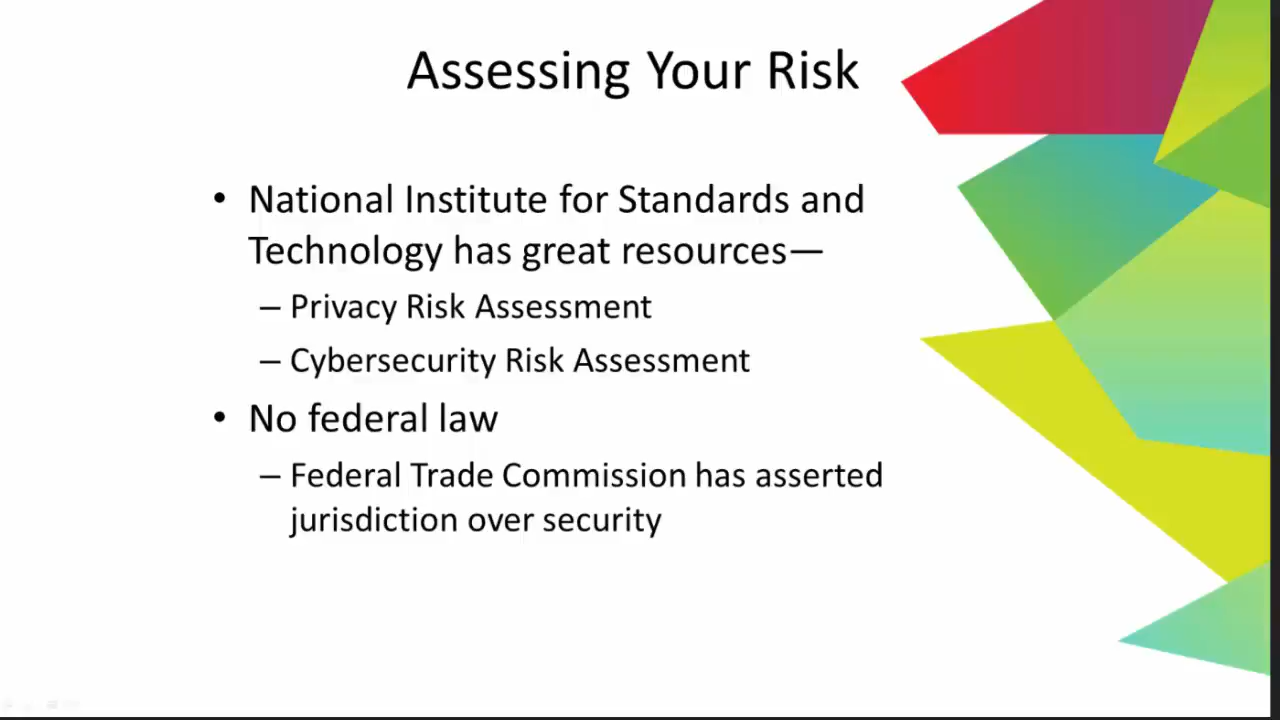 Assessing Your Risk
• National Institute for Standards and
Technology has great resources—
– Privacy Risk Assessment
– Cybersecurity Risk Assessment
• No federal law
– Federal Trade Commission has asserted
jurisdiction over security